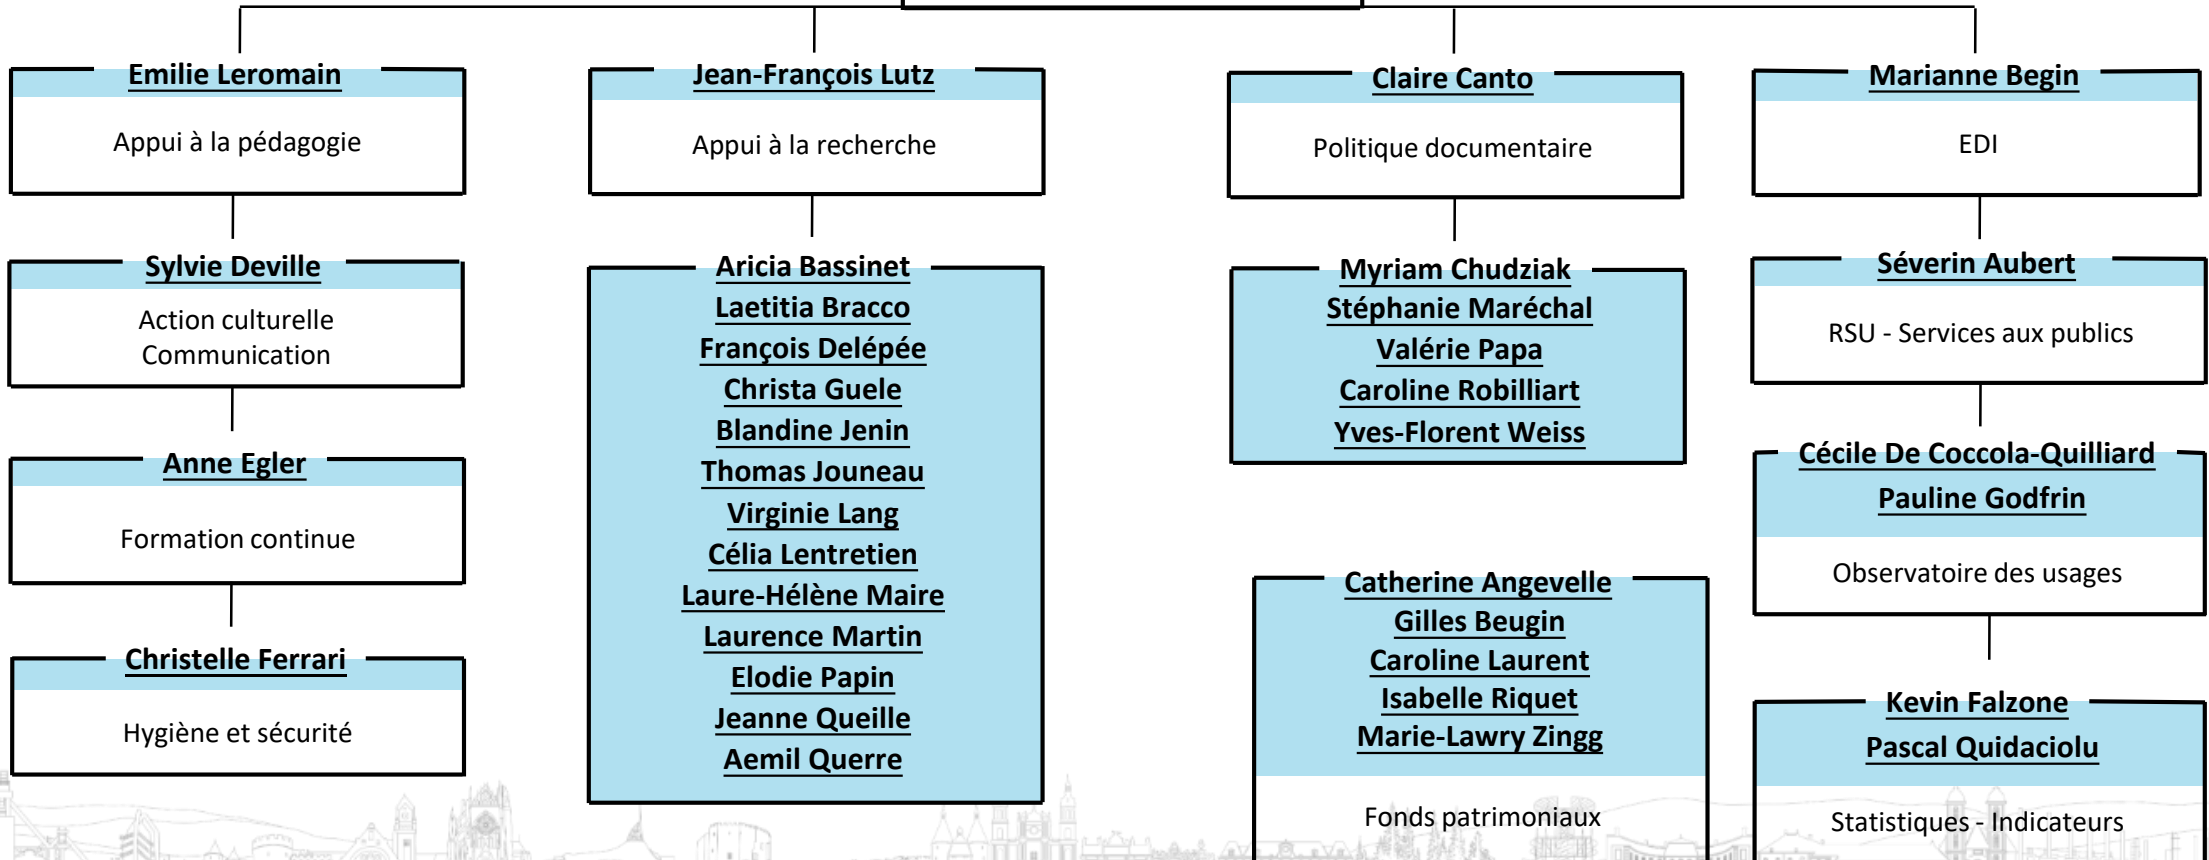 Emilie Leromain
Appui à la pédagogie
Sylvie Deville
Action culturelle
Communication
Anne Egler
Formation continue
Christelle Ferrari
Hygiène et sécurité
Jean-François Lutz
Appui à la recherche
Aricia Bassinet
Laetitia Bracco
François Delépée
Christa Guele
Blandine Jenin
Thomas Jouneau
Virginie Lang
Célia Lentretien
Laure-Hélène Maire
Laurence Martin
Elodie Papin
Jeanne Queille
Aemil Querre
Claire Canto
Politique documentaire
Myriam Chudziak
Stéphanie Maréchal
Valérie Papa
Caroline Robilliart
Yves-Florent Weiss
Catherine Angevelle
Gilles Beugin
Caroline Laurent
Isabelle Riquet
Marie-Lawry Zingg
Fonds patrimoniaux
Marianne Begin
EDI
Séverin Aubert
RSU - Services aux publics
Cécile De Coccola-Quilliard
Pauline Godfrin
Observatoire des usages
Kevin Falzone
Pascal Quidaciolu
Statistiques - Indicateurs